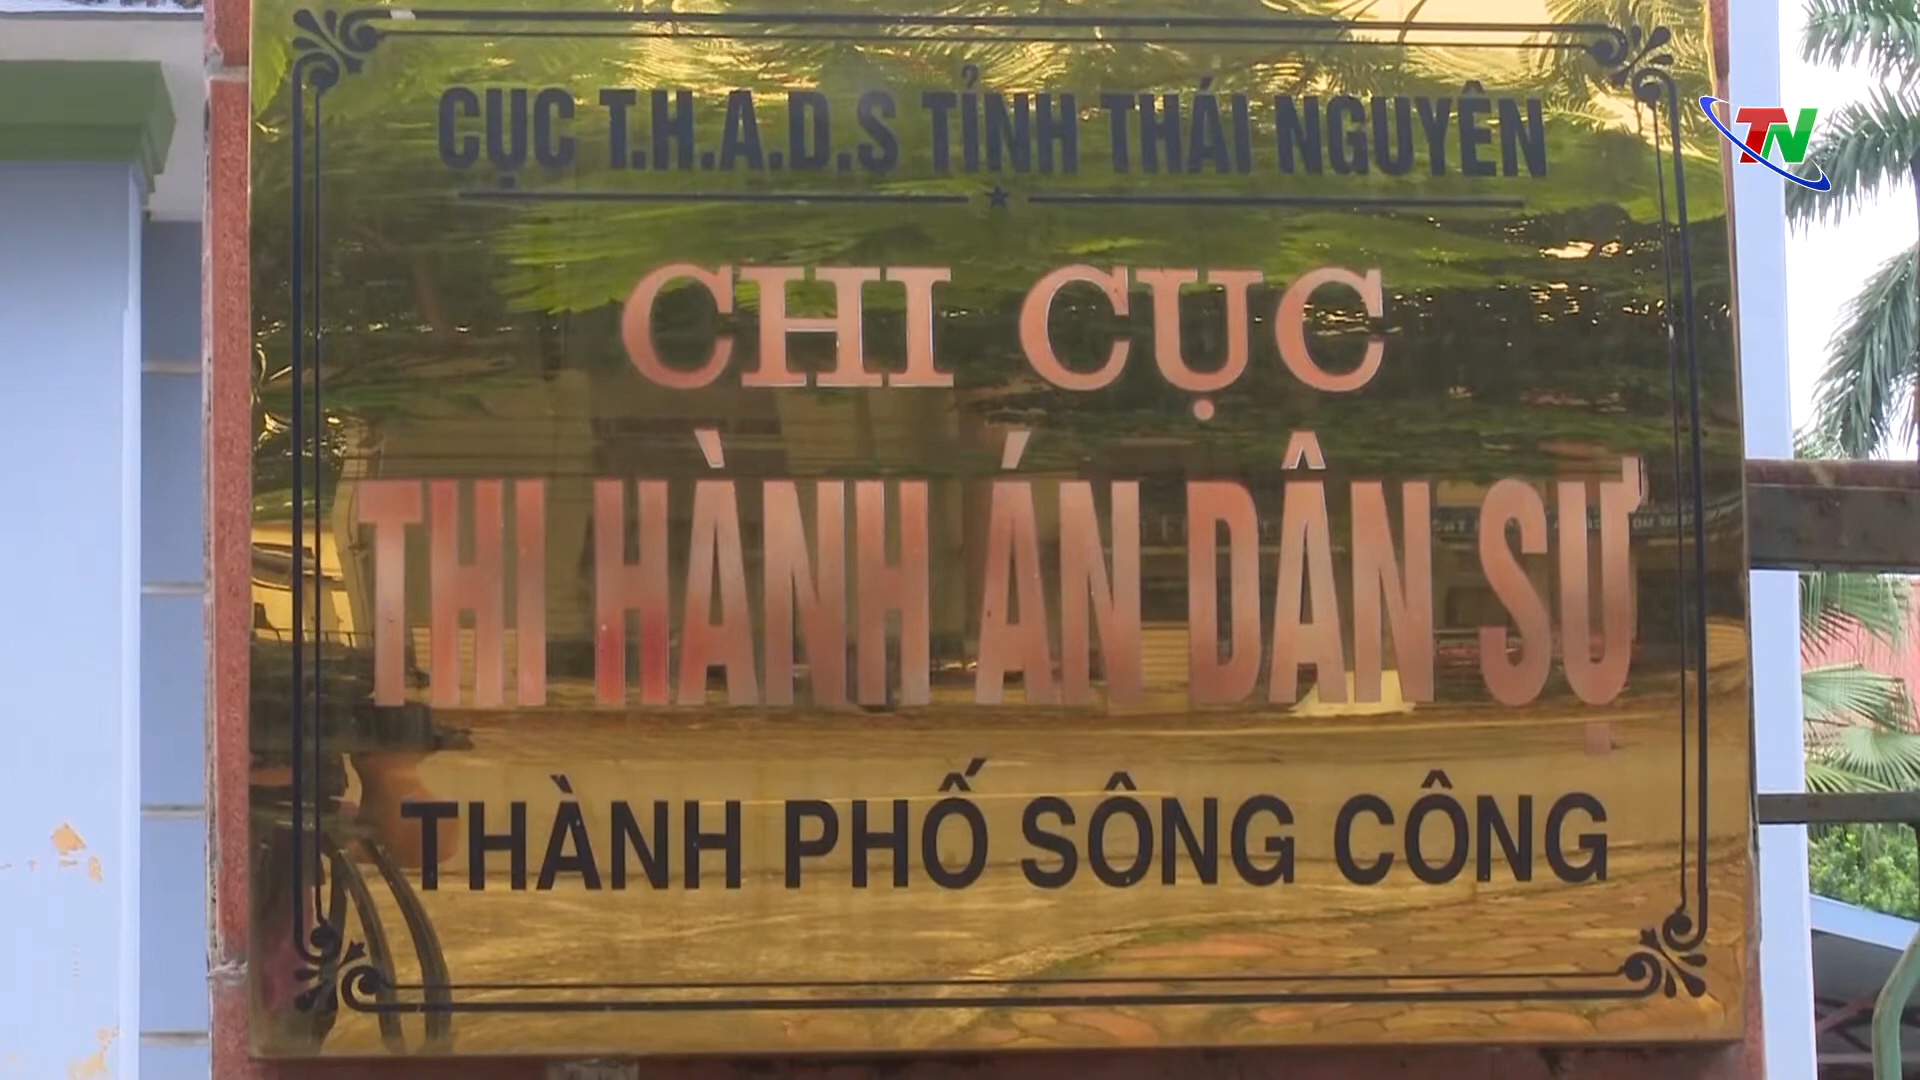 CỤC T.H.A.D.S TỈNH THÁI NGUYÊN
CHI CỤC
THI HÀNH ÁN DÂN SỰ
THÀNH PHỐ SÔNG CÔNG
TN